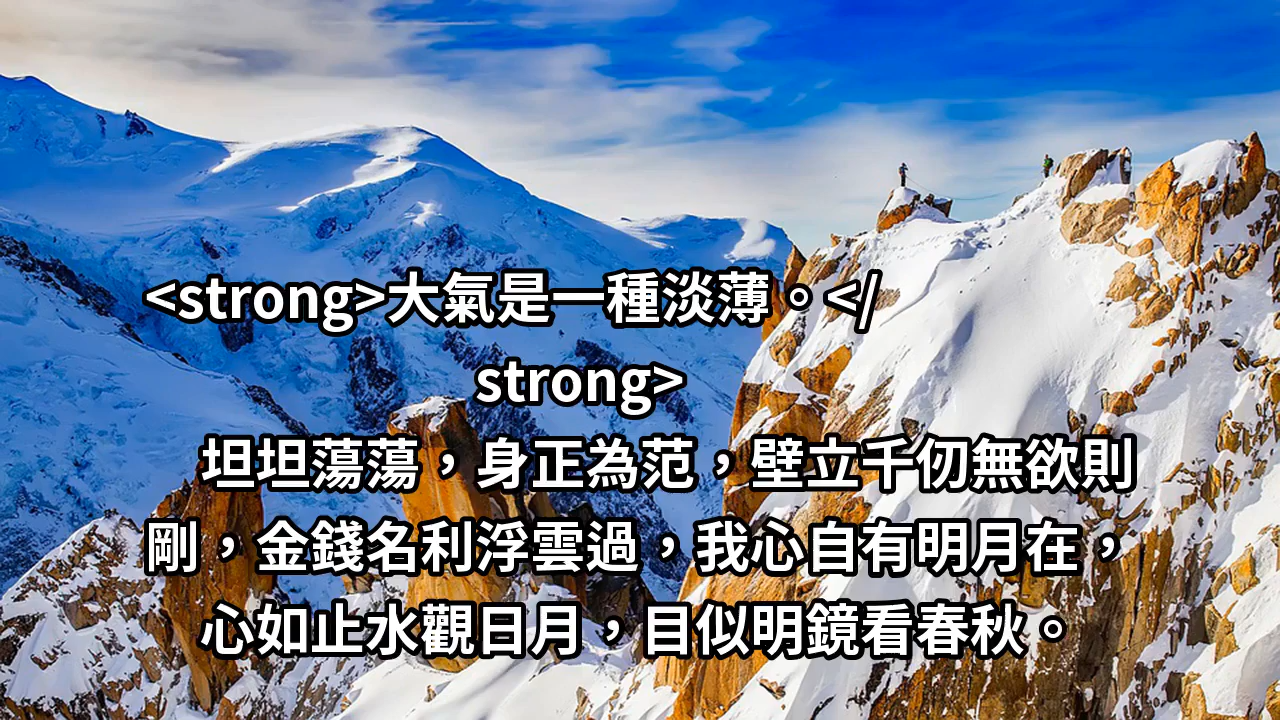 <strong>大氣是一種淡薄。</
strong>
坦坦蕩蕩，身正為范，壁立千仞無欲則
剛，金錢名利浮雲過，我心自有明月在，
心如止水觀日月，目似明鏡看春秋。